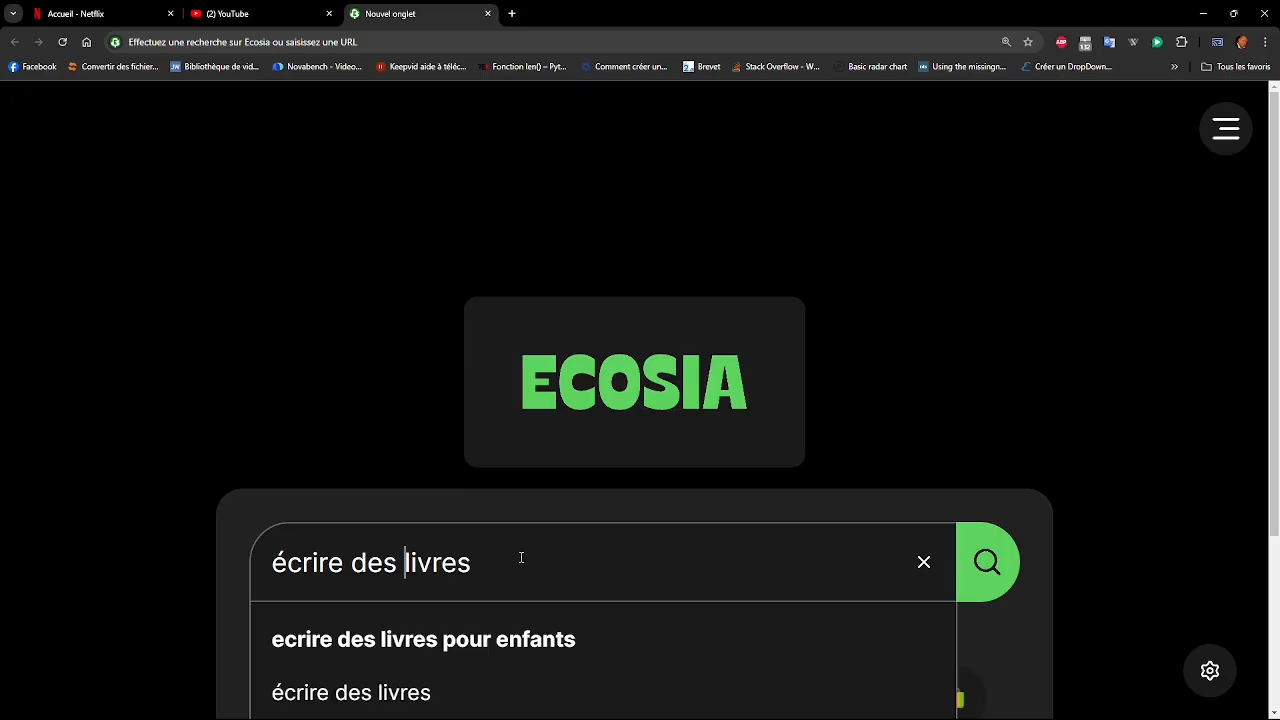 Accueil - Netflix
(2) YouTube
Nouvel onglet
Effectuez une recherche sur Ecosia ou saisissez une URL
112
Facebook
Convertir des fichier...
Bibliothèque de vid...
Novabench - Video...
Keepvid aide à téléc...
Fonction len() – Pyt...
Comment créer un...
Brevet
Stack Overflow - W...
Basic radar chart
Using the missingn...
Créer un DropDown...
Tous les favoris
ECOSIA
écrire des livres
ecrire des livres pour enfants
écrire des livres